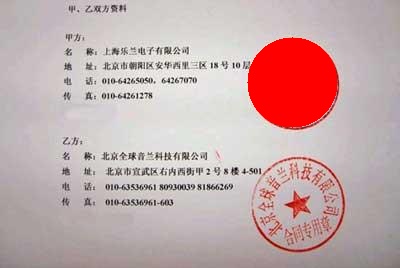 甲、乙双方资料
甲方：
名 称：上海乐兰电子有限公司
地 址：北京市朝阳区安华西里三区 18 号 10 层
电 话：010-64265050、64267070
传 真：010-64261278
乙方：
名 称：北京全球音兰科技有限公司
地 址：北京市宣武区右内西街甲 2 号 8 楼 4-501
电 话：010-63536961 80930039 81866269
传 真：010-63536961-603
北京全球音兰科技有限公司
合同专用章